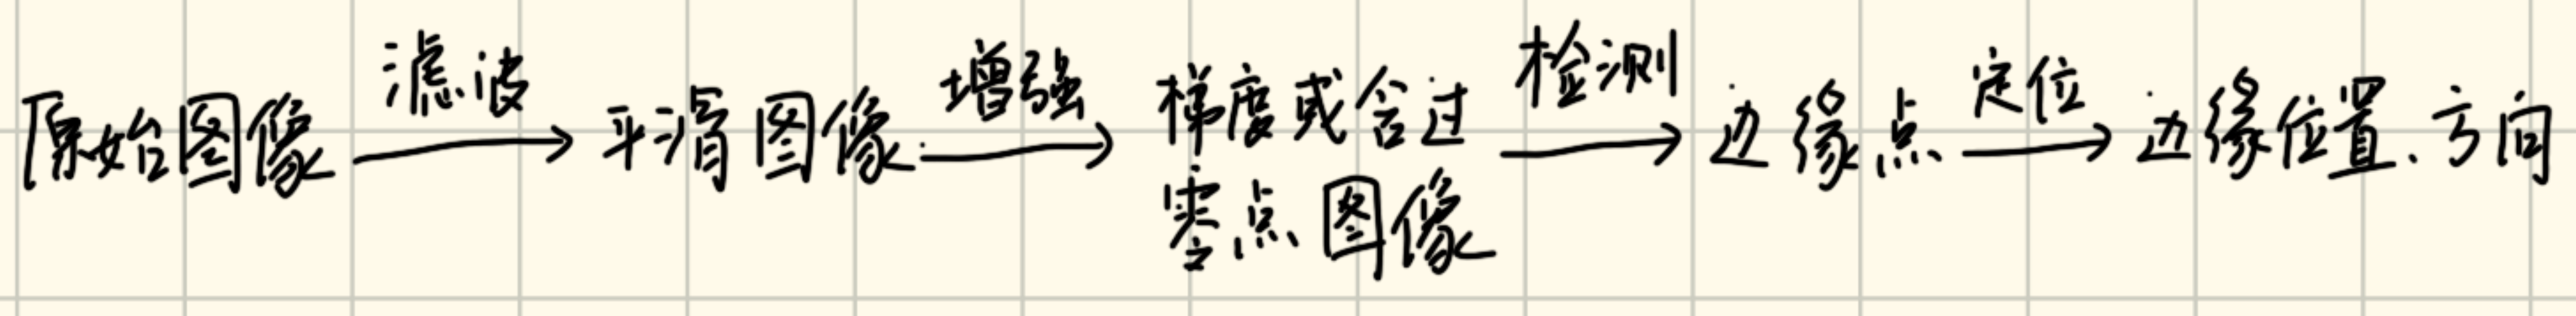 原始图像 滤波 → 平滑图像 增强 → 梯度或含过零点图像 检测 → 边缘点 定位 → 边缘位置、方向